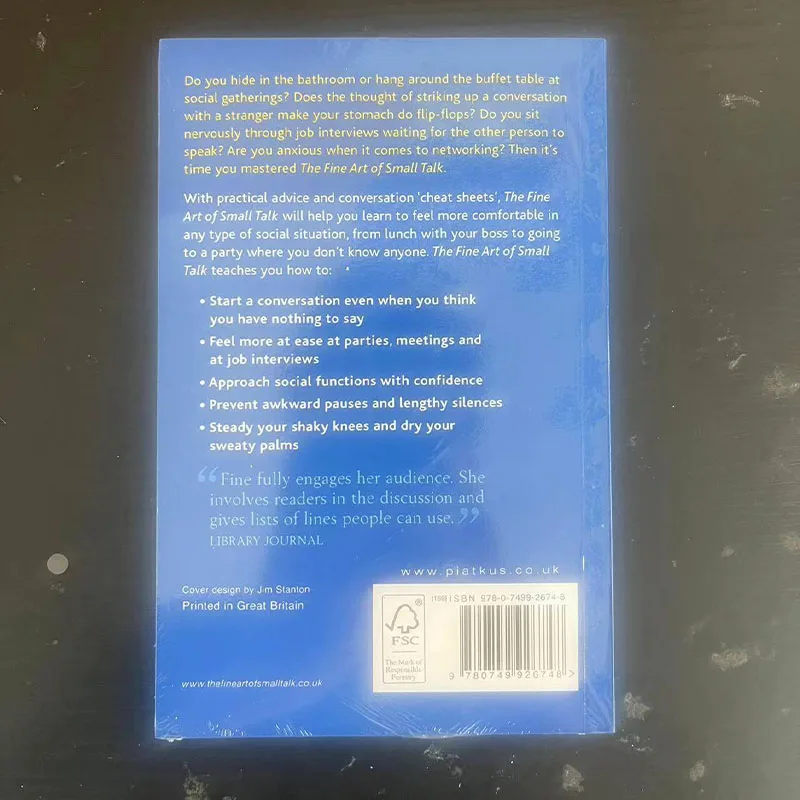 Do you hide in the bathroom or hang around the buffet table at
social gatherings? Does the thought of striking up a conversation
with a stranger make your stomach do flip-flops? Do you sit
nervously through job interviews waiting for the other person to
speak? Are you anxious when it comes to networking? Then it's
time you mastered The Fine Art of Small Talk.
With practical advice and conversation 'cheat sheets', The Fine
Art of Small Talk will help you learn to feel more comfortable in
any type of social situation, from lunch with your boss to going
to a party where you don't know anyone. The Fine Art of Small
Talk teaches you how to:
• Start a conversation even when you think
you have nothing to say
• Feel more at ease at parties, meetings and
at job interviews
• Approach social functions with confidence
• Prevent awkward pauses and lengthy silences
• Steady your shaky knees and dry your
sweaty palms
“Fine fully engages her audience. She
involves readers in the discussion and
gives lists of lines people can use.”
LIBRARY JOURNAL
www.piatkus.co.uk
Cover design by Jim Stanton
Printed in Great Britain
ISBN 978-0-7499-2674-8
FSC
The Mark of
Responsible
Forestry
9 780749 926748 >
www.thefineartofsmalltalk.co.uk